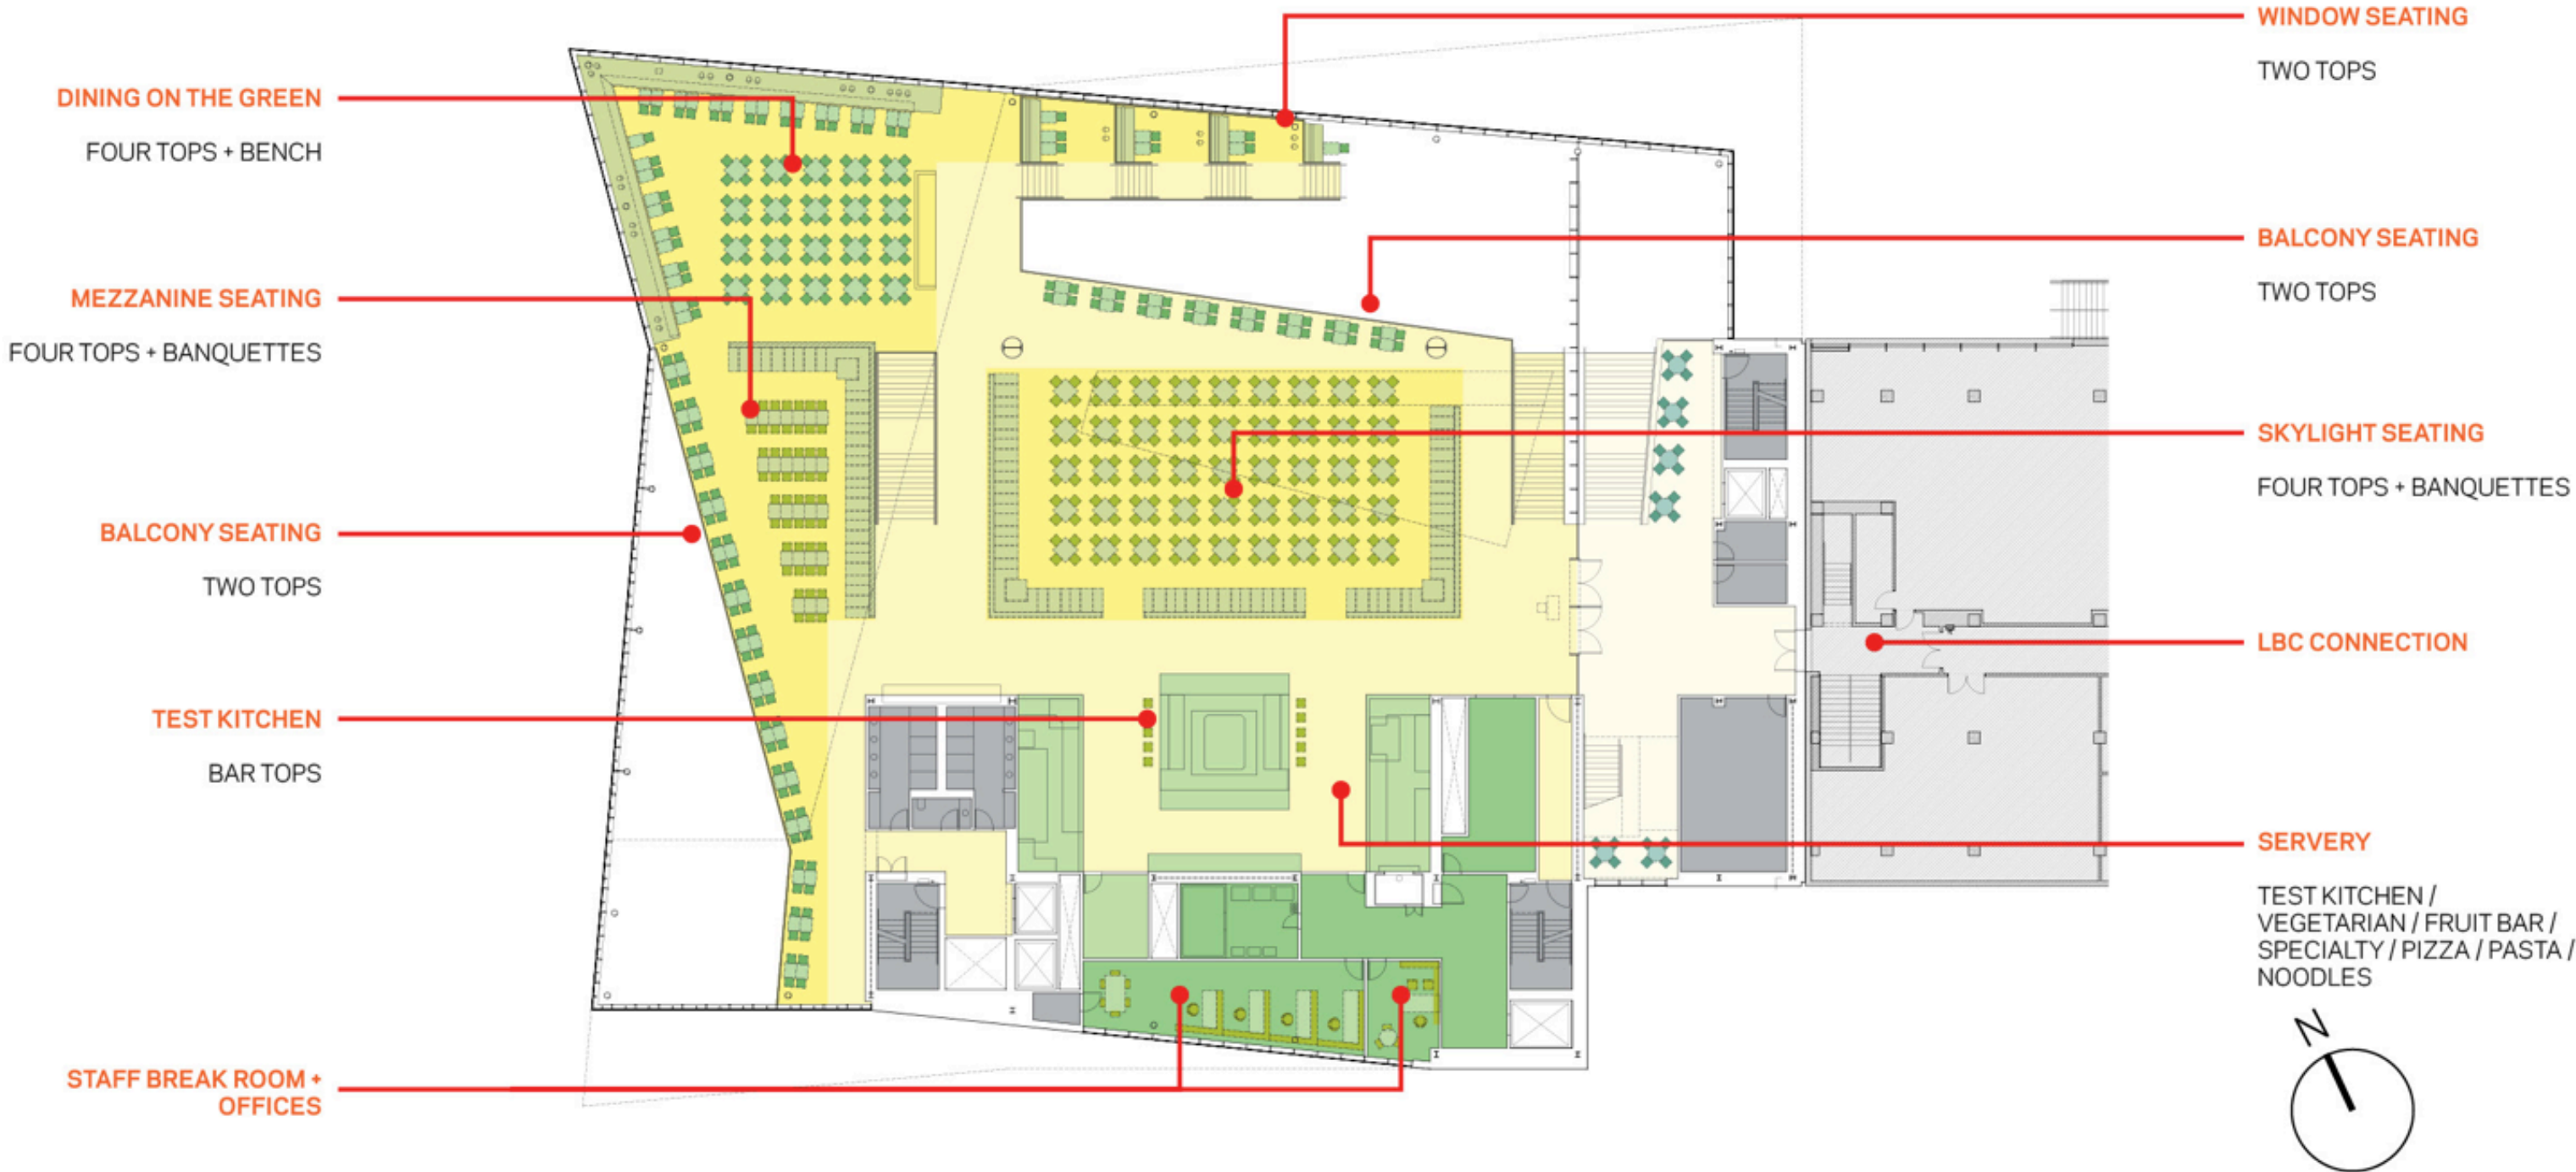 DINING ON THE GREEN
FOUR TOPS + BENCH
MEZZANINE SEATING
FOUR TOPS + BANQUETTES
BALCONY SEATING
TWO TOPS
TEST KITCHEN
BAR TOPS
STAFF BREAK ROOM +
OFFICES
WINDOW SEATING
TWO TOPS
BALCONY SEATING
TWO TOPS
SKYLIGHT SEATING
FOUR TOPS + BANQUETTES
LBC CONNECTION
SERVERY
TEST KITCHEN /
VEGETARIAN / FRUIT BAR /
SPECIALTY / PIZZA / PASTA /
NOODLES
N